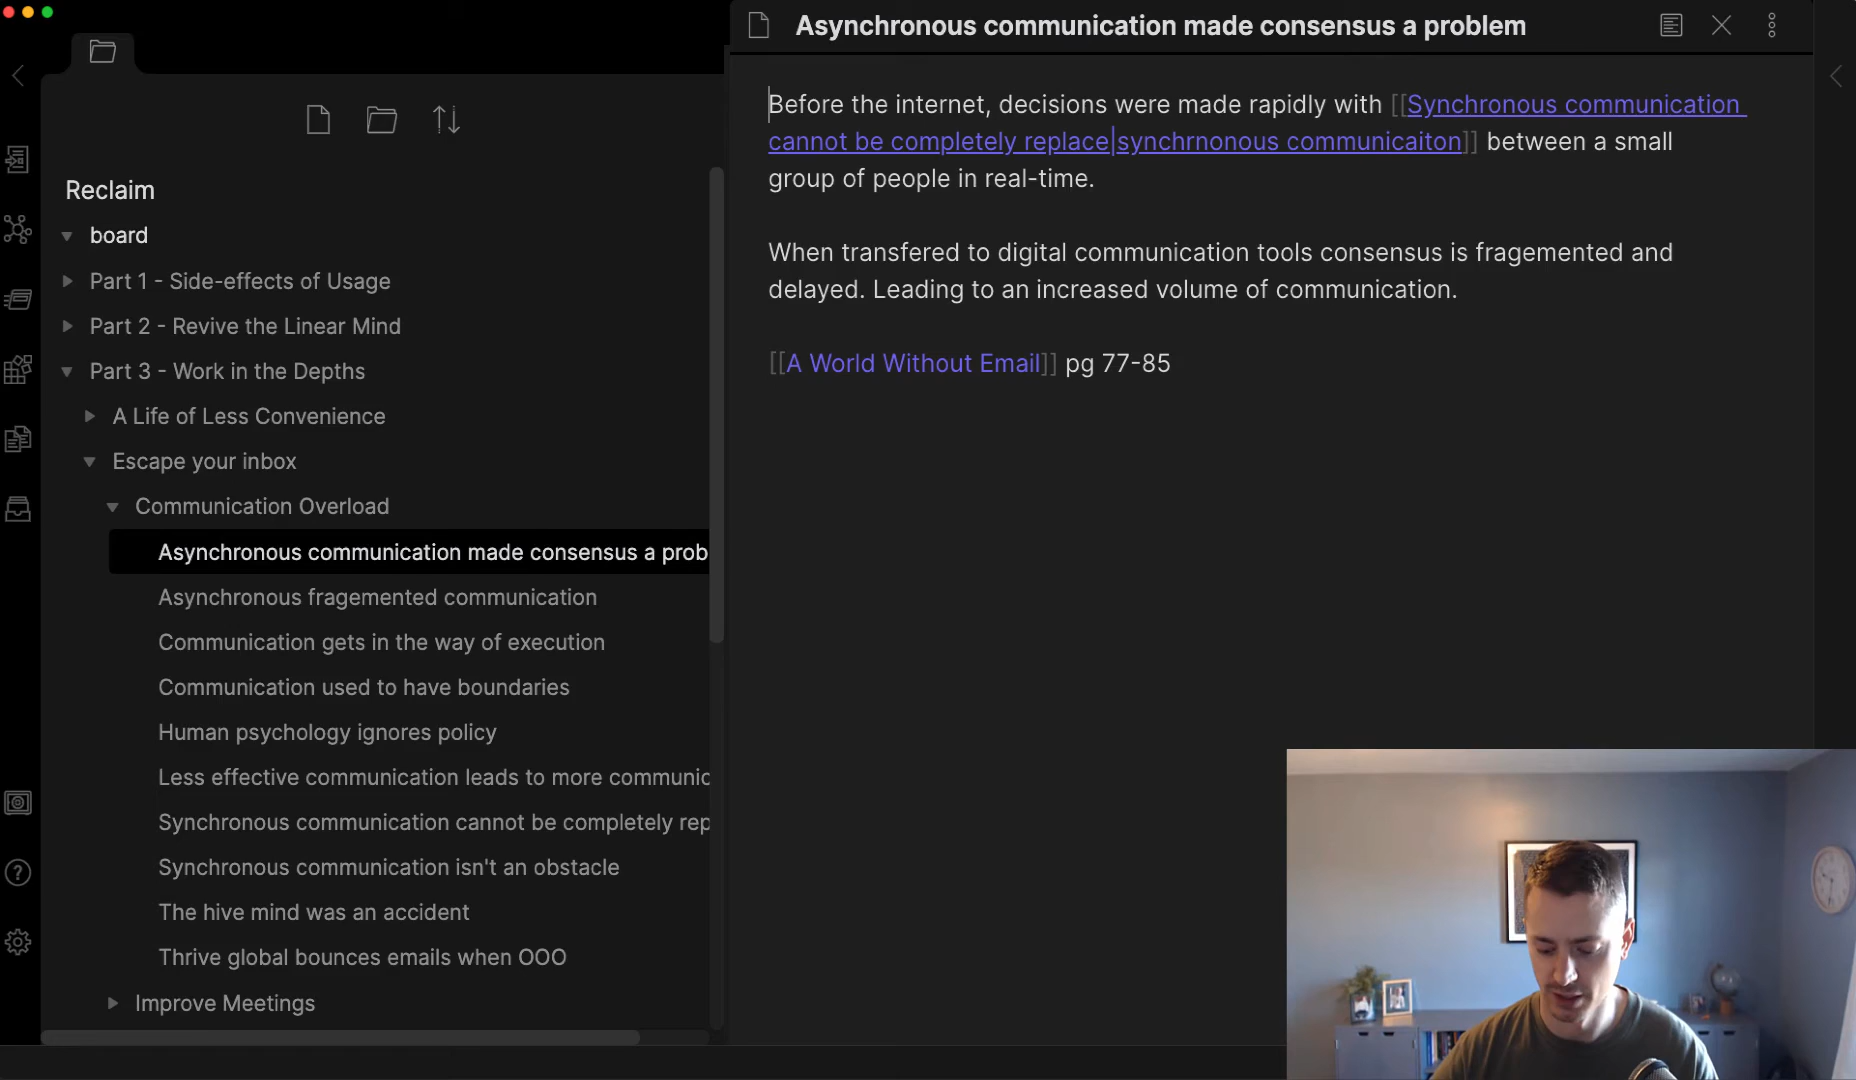 Asynchronous communication made consensus a problem
Reclaim
board
Part 1 - Side-effects of Usage
Part 2 - Revive the Linear Mind
Part 3 - Work in the Depths
A Life of Less Convenience
Escape your inbox
Communication Overload
Asynchronous communication made consensus a prob
Asynchronous fragemented communication
Communication gets in the way of execution
Communication used to have boundaries
Human psychology ignores policy
Less effective communication leads to more communic
Synchronous communication cannot be completely rep
Synchronous communication isn't an obstacle
The hive mind was an accident
Thrive global bounces emails when OOO
Improve Meetings
Before the internet, decisions were made rapidly with [[Synchronous communication
cannot be completely replace|synchrnonous communicaiton]] between a small
group of people in real-time.
When transfered to digital communication tools consensus is fragemented and
delayed. Leading to an increased volume of communication.
[[A World Without Email]] pg 77-85